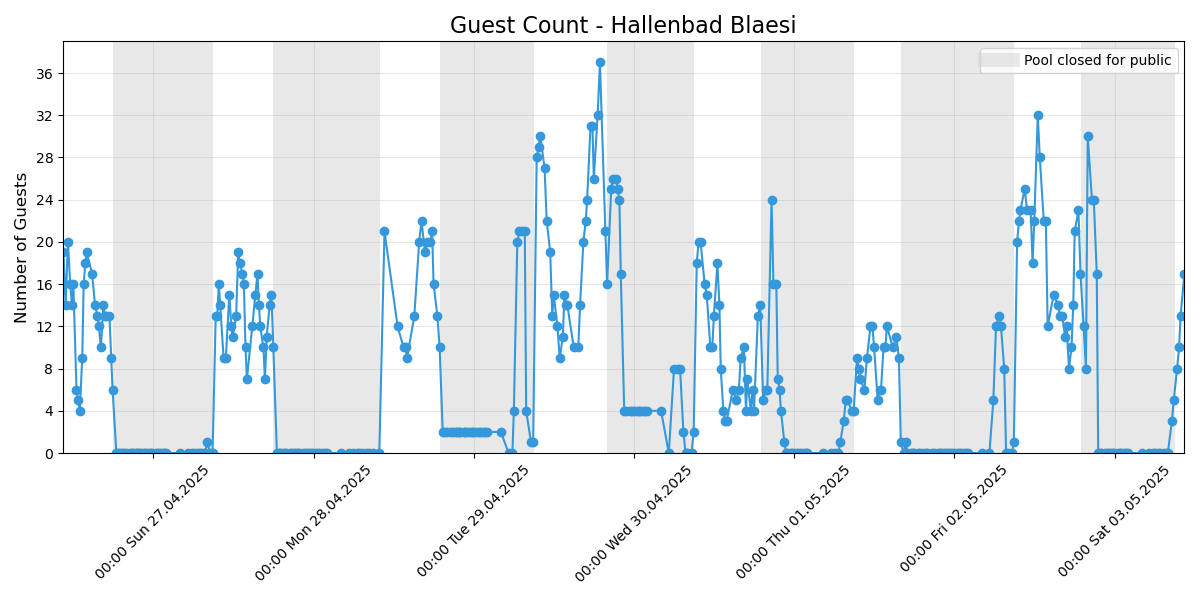 Guest Count - Hallenbad Blaesi
Pool closed for public
Number of Guests
36
32
28
24
20
16
12
8
4
0
00:00 Sun 27.04.2025
00:00 Mon 28.04.2025
00:00 Tue 29.04.2025
00:00 Wed 30.04.2025
00:00 Thu 01.05.2025
00:00 Fri 02.05.2025
00:00 Sat 03.05.2025